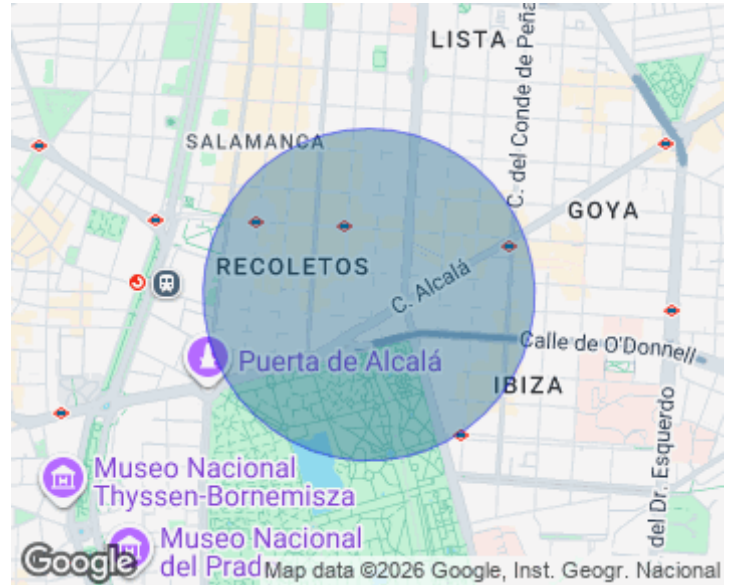 LISTA
C. del Conde de Peña
SALAMANCA
GOYA
RECOLETOS
C. Alcalá
Calle de O'Donnell
Puerta de Alcalá
IBIZA
del Dr. Esquerdo
Museo Nacional
Thyssen-Bornemisza
Museo Nacional
del Prad
Google
Map data ©2026 Google, Inst. Geogr. Nacional